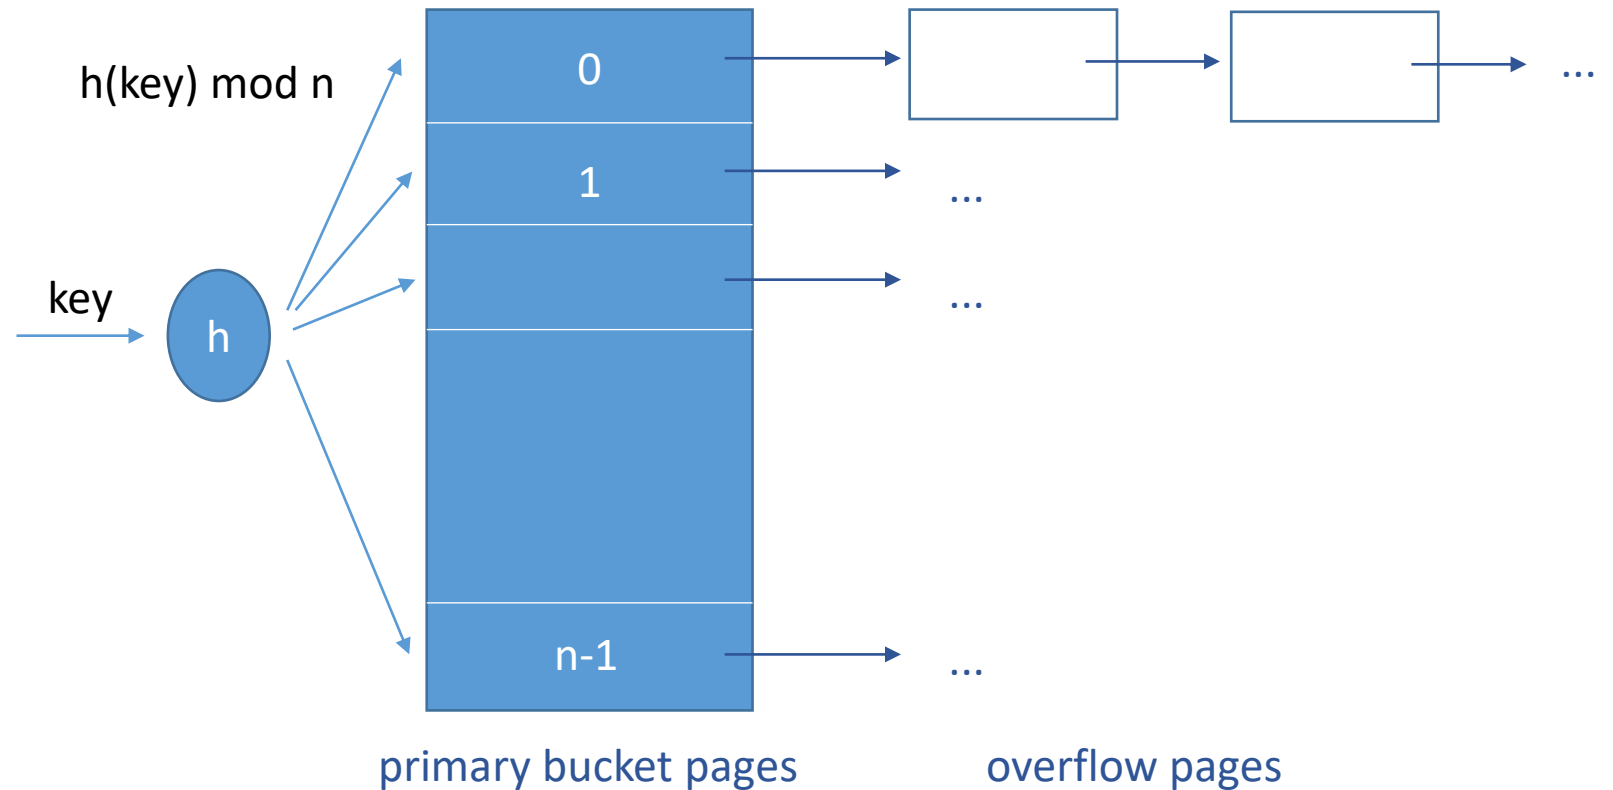 h(key) mod n
0
...
1
...
key
...
h
n-1
...
primary bucket pages
overflow pages